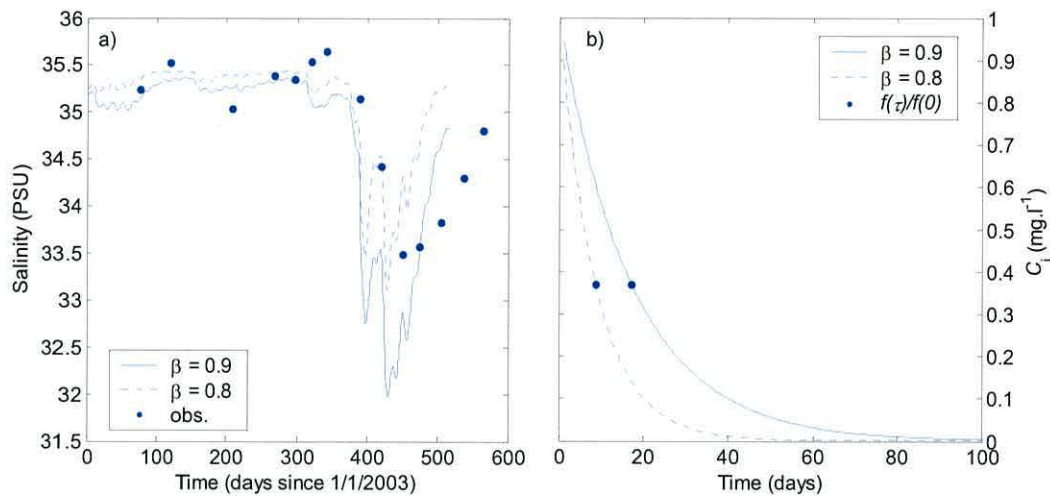 a)
36
35.5
35
34.5
34
33.5
33
32.5
32
31.5
Salinity (PSU)
β = 0.9
β = 0.8
obs.
0 100 200 300 400 500 600
Time (days since 1/1/2003)
b)
β = 0.9
β = 0.8
f(τ)/f(0)
1
0.9
0.8
0.7
0.6
0.5
0.4
0.3
0.2
0.1
0
C_i (mg.l⁻¹)
0 20 40 60 80 100
Time (days)